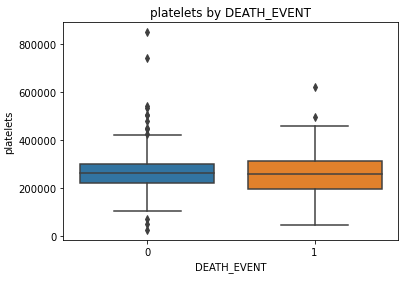 platelets by DEATH_EVENT
800000
600000
400000
200000
0
platelets
0
1
DEATH_EVENT